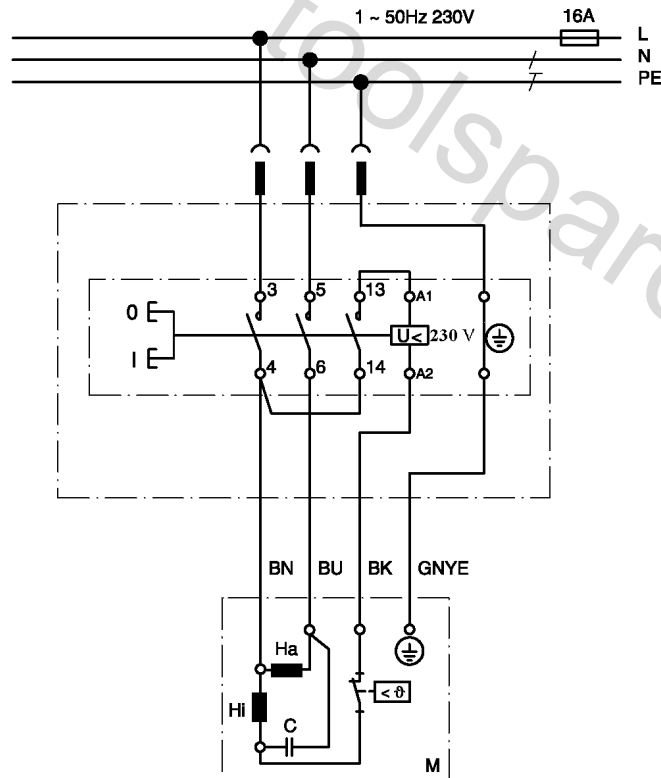 1 ~ 50Hz 230V
16A
L
N
PE
toolspare
3
5
13
A1
0
I
U<
230 V
4
6
14
A2
BN
BU
BK
GNYE
Ha
Hi
C
< ϑ
M